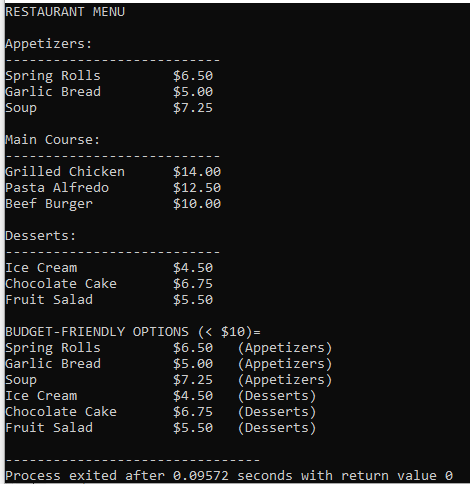 RESTAURANT MENU
Appetizers:
---------------------------
Spring Rolls $6.50
Garlic Bread $5.00
Soup $7.25
Main Course:
---------------------------
Grilled Chicken $14.00
Pasta Alfredo $12.50
Beef Burger $10.00
Desserts:
---------------------------
Ice Cream $4.50
Chocolate Cake $6.75
Fruit Salad $5.50
BUDGET-FRIENDLY OPTIONS (< $10)=
Spring Rolls $6.50 (Appetizers)
Garlic Bread $5.00 (Appetizers)
Soup $7.25 (Appetizers)
Ice Cream $4.50 (Desserts)
Chocolate Cake $6.75 (Desserts)
Fruit Salad $5.50 (Desserts)
--------------------------------
Process exited after 0.09572 seconds with return value 0